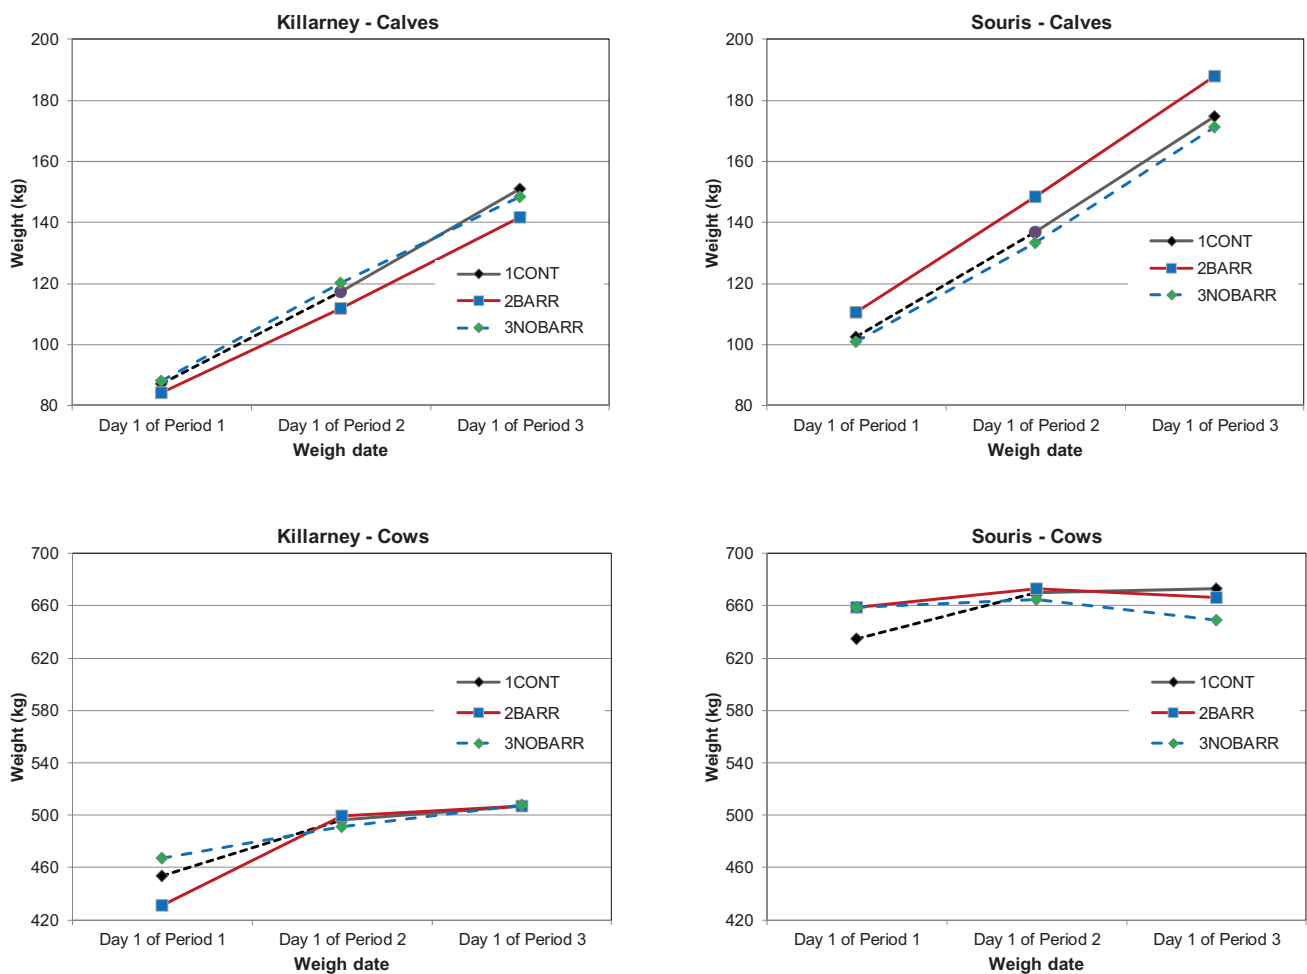 Killarney - Calves
200
180
160
140
120
100
80
Weight (kg)
1CONT
2BARR
3NOBARR
Day 1 of Period 1 Day 1 of Period 2 Day 1 of Period 3
Weigh date
Souris - Calves
200
180
160
140
120
100
80
Weight (kg)
1CONT
2BARR
3NOBARR
Day 1 of Period 1 Day 1 of Period 2 Day 1 of Period 3
Weigh date
Killarney - Cows
700
660
620
580
540
500
460
420
Weight (kg)
1CONT
2BARR
3NOBARR
Day 1 of Period 1 Day 1 of Period 2 Day 1 of Period 3
Weigh date
Souris - Cows
700
660
620
580
540
500
460
420
Weight (kg)
1CONT
2BARR
3NOBARR
Day 1 of Period 1 Day 1 of Period 2 Day 1 of Period 3
Weigh date